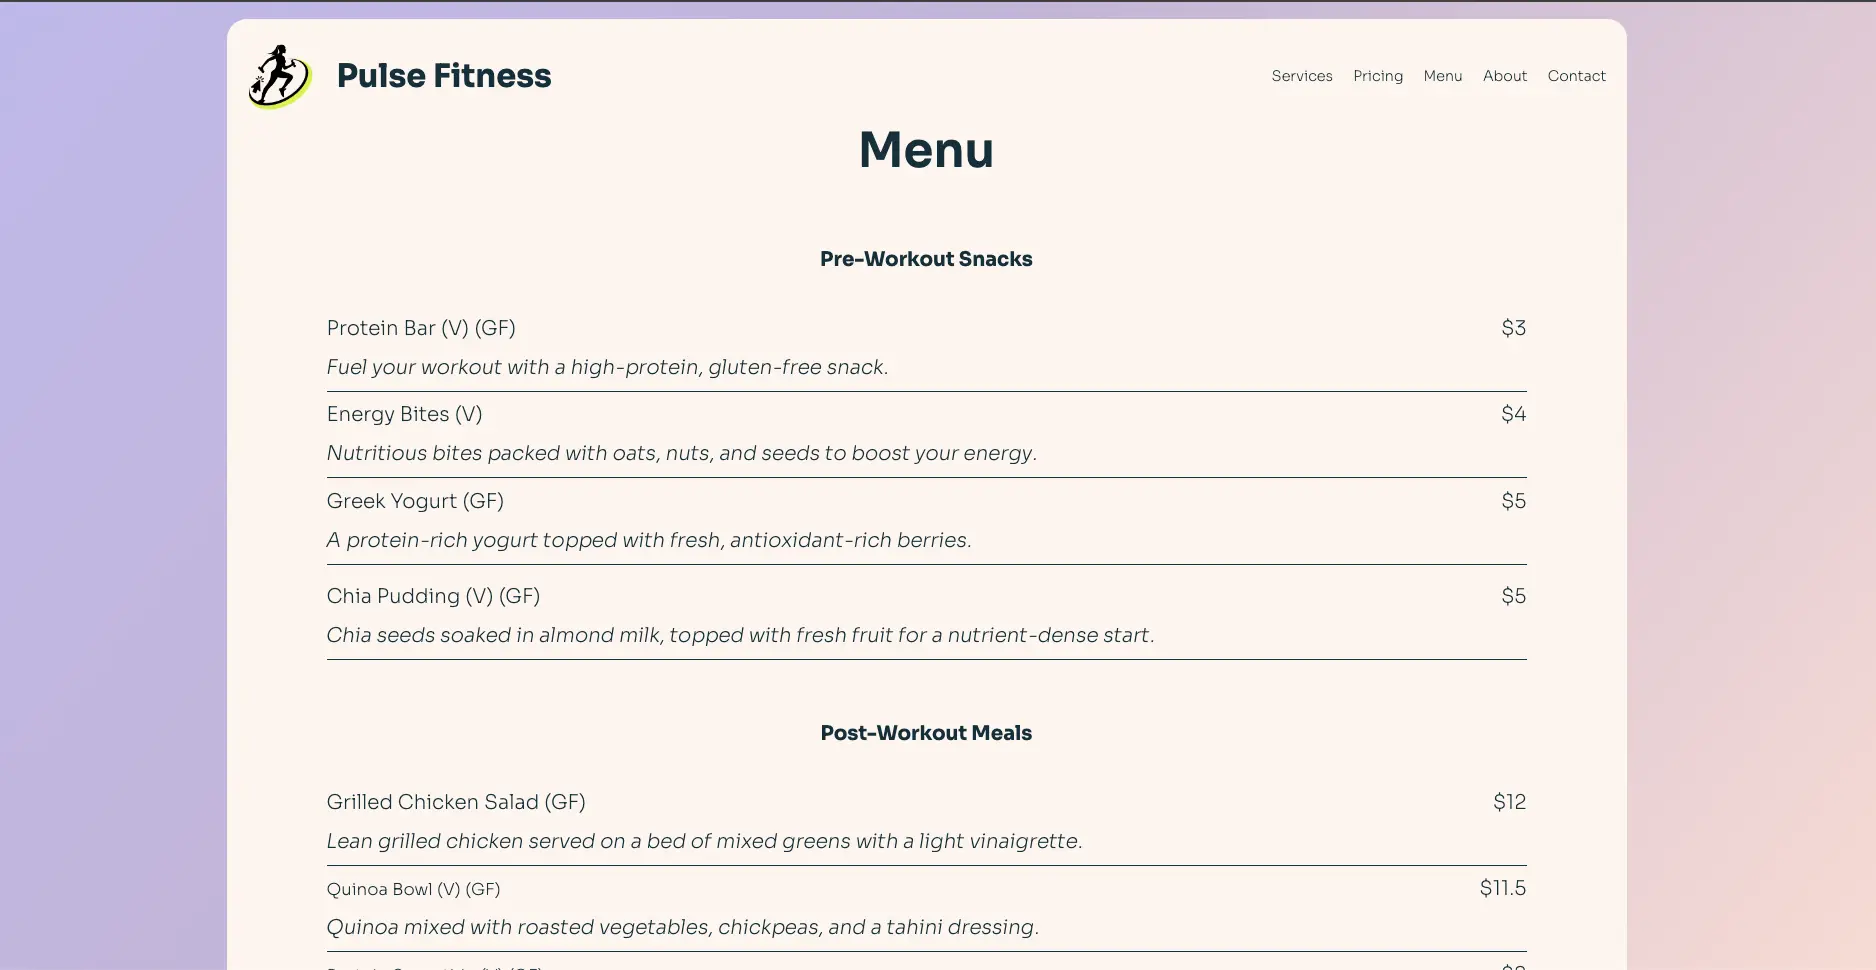 Pulse Fitness
Services Pricing Menu About Contact
Menu
Pre-Workout Snacks
Protein Bar (V) (GF) $3
Fuel your workout with a high-protein, gluten-free snack.
Energy Bites (V) $4
Nutritious bites packed with oats, nuts, and seeds to boost your energy.
Greek Yogurt (GF) $5
A protein-rich yogurt topped with fresh, antioxidant-rich berries.
Chia Pudding (V) (GF) $5
Chia seeds soaked in almond milk, topped with fresh fruit for a nutrient-dense start.
Post-Workout Meals
Grilled Chicken Salad (GF) $12
Lean grilled chicken served on a bed of mixed greens with a light vinaigrette.
Quinoa Bowl (V) (GF) $11.5
Quinoa mixed with roasted vegetables, chickpeas, and a tahini dressing.